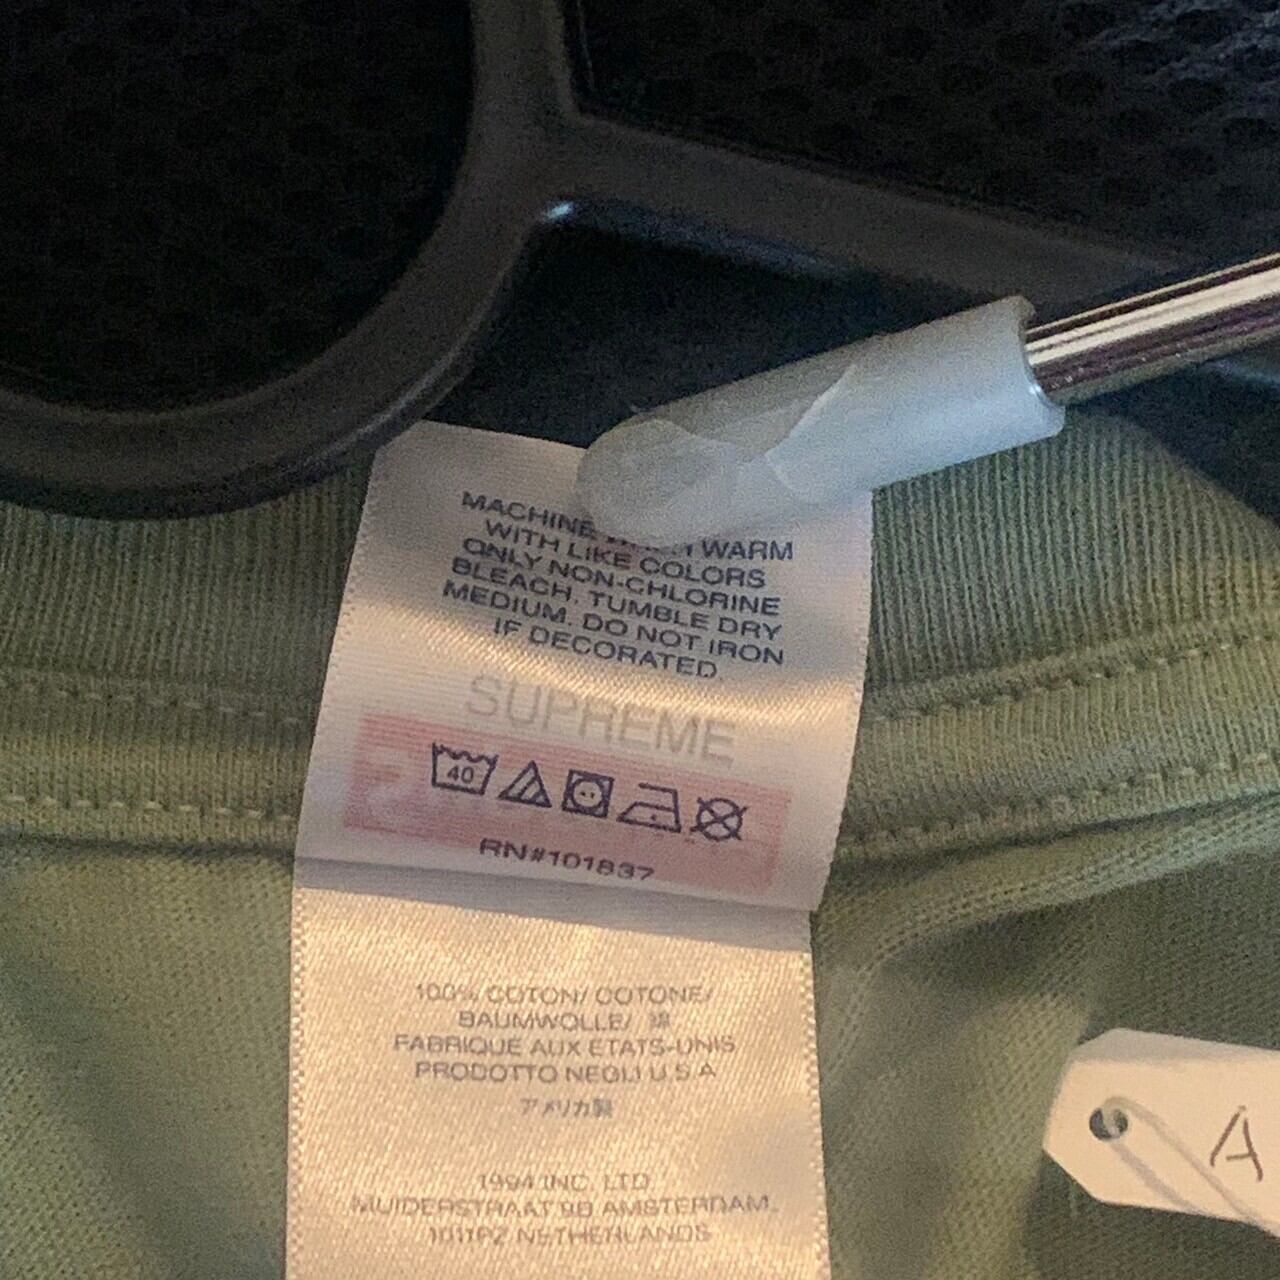 MACHINE WARM
WITH LIKE COLORS
ONLY NON-CHLORINE
BLEACH. TUMBLE DRY
MEDIUM. DO NOT IRON
IF DECORATED
SUPREME
40
RN#101837
100% COTON/ COTONE/
BAUMWOLLE/ 綿
FABRIQUE AUX ETATS-UNIS
PRODOTTO NEGLI U.S.A
アメリカ製
1994 INC. LTD
MUIDERSTRAAT 9B AMSTERDAM,
1011PZ NETHERLANDS
A